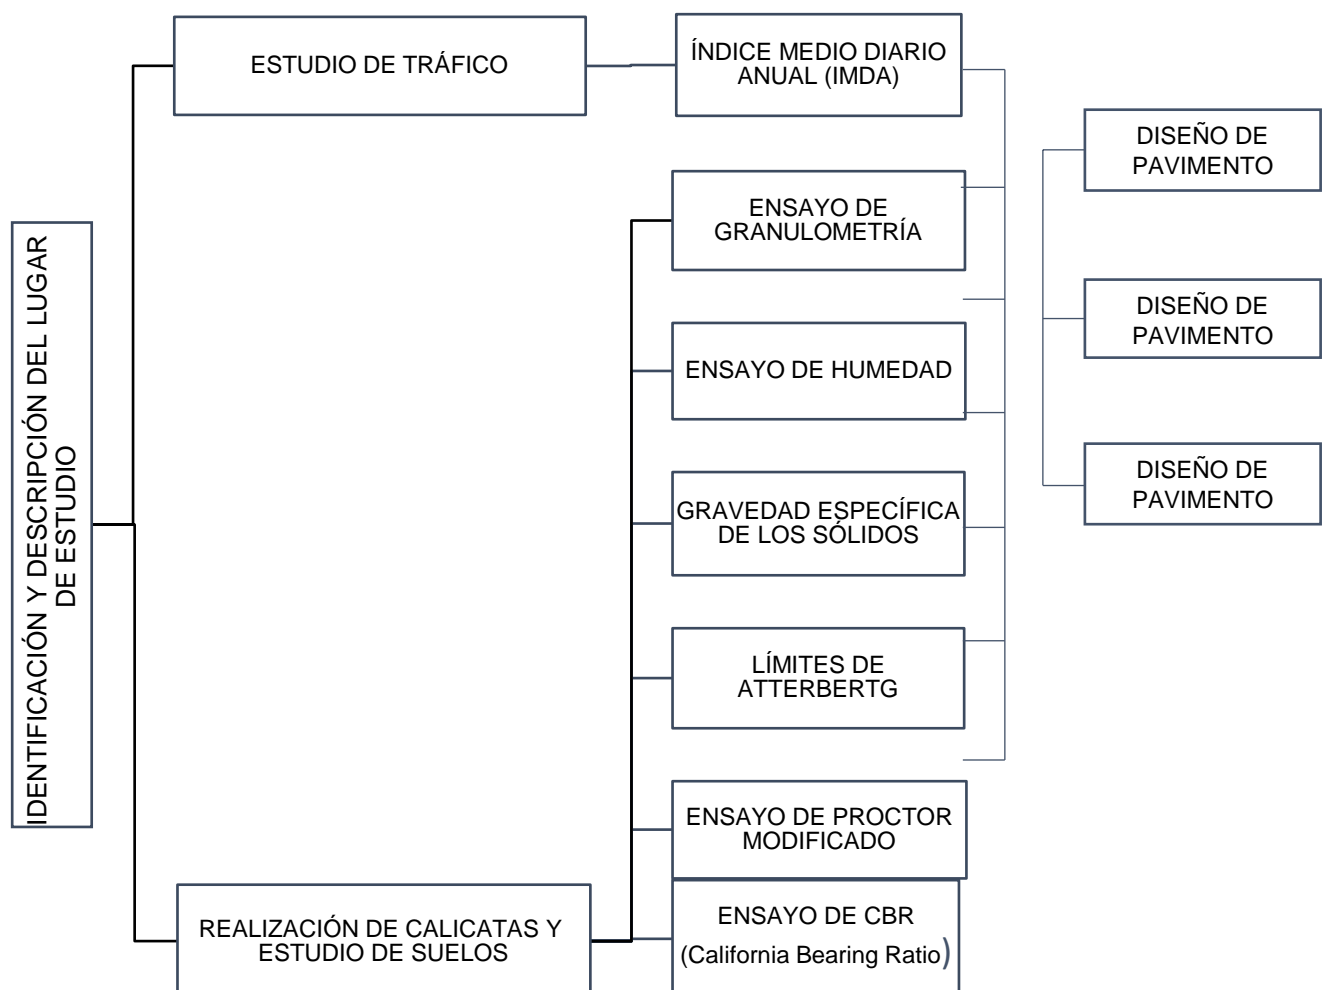 IDENTIFICACIÓN Y DESCRIPCIÓN DEL LUGAR
DE ESTUDIO
ESTUDIO DE TRÁFICO
ÍNDICE MEDIO DIARIO
ANUAL (IMDA)
ENSAYO DE
GRANULOMETRÍA
ENSAYO DE HUMEDAD
GRAVEDAD ESPECÍFICA
DE LOS SÓLIDOS
LÍMITES DE
ATTERBERTG
ENSAYO DE PROCTOR
MODIFICADO
REALIZACIÓN DE CALICATAS Y
ESTUDIO DE SUELOS
ENSAYO DE CBR
(California Bearing Ratio)
DISEÑO DE
PAVIMENTO
DISEÑO DE
PAVIMENTO
DISEÑO DE
PAVIMENTO